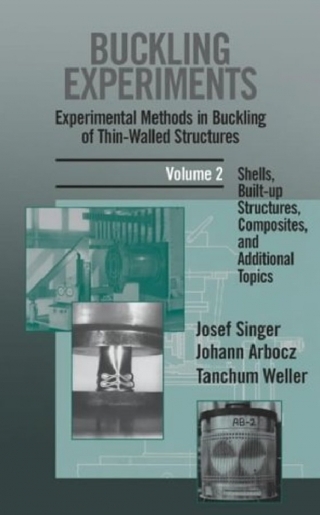 BUCKLING
EXPERIMENTS
Experimental Methods in Buckling
of Thin-Walled Structures
Volume 2
Shells,
Built-up
Structures,
Composites,
and
Additional
Topics
Josef Singer
Johann Arbocz
Tanchum Weller
AB-2